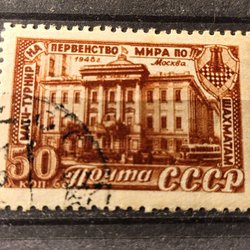 МАТЧ-ТУРНИР НА
ПЕРВЕНСТВО МИРА ПО
ШАХМАТАМ
1948г. Москва
50
КОП
Почта
СССР